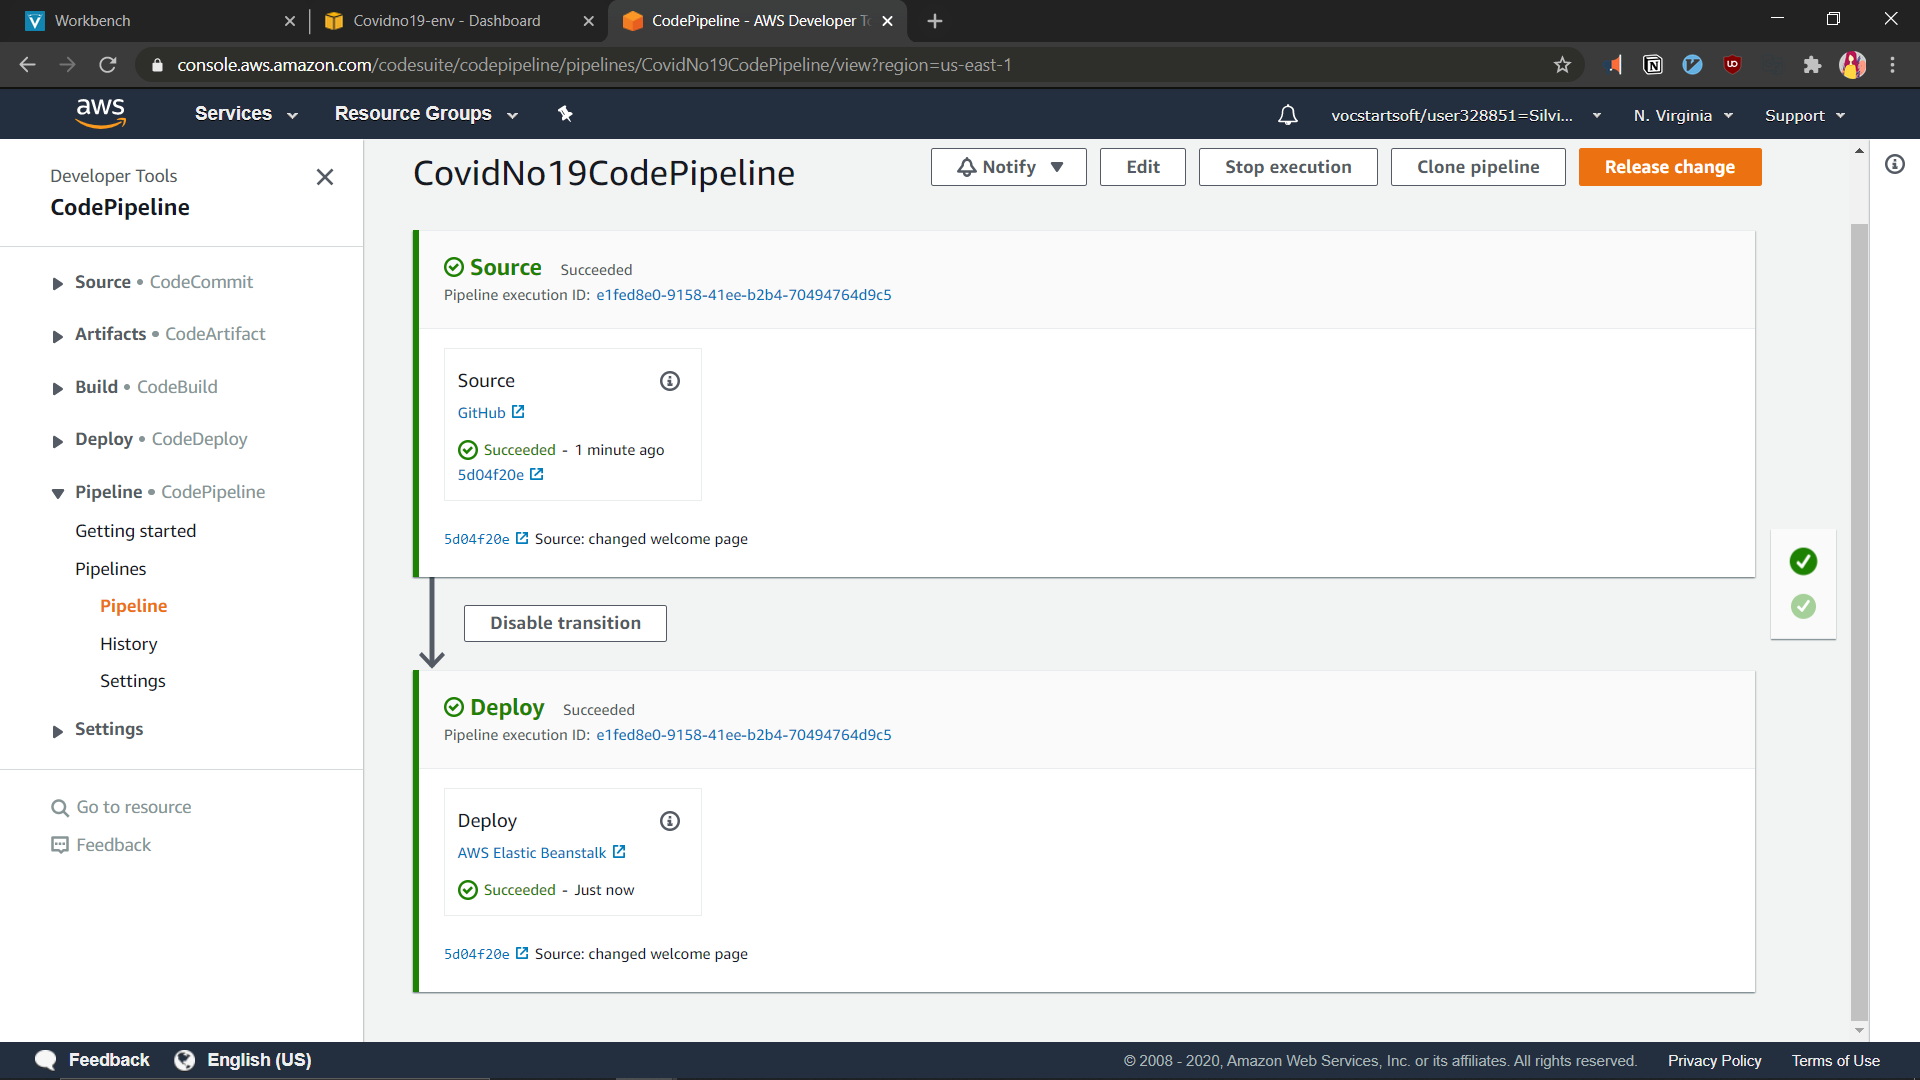 Workbench
Covidno19-env - Dashboard
CodePipeline - AWS Developer To
console.aws.amazon.com/codesuite/codepipeline/pipelines/CovidNo19CodePipeline/view?region=us-east-1
aws
Services
Resource Groups
vocstartsoft/user328851=Silvi...
N. Virginia
Support
Developer Tools
CodePipeline
Source • CodeCommit
Artifacts • CodeArtifact
Build • CodeBuild
Deploy • CodeDeploy
Pipeline • CodePipeline
Getting started
Pipelines
Pipeline
History
Settings
Settings
Go to resource
Feedback
CovidNo19CodePipeline
Notify
Edit
Stop execution
Clone pipeline
Release change
Source Succeeded
Pipeline execution ID: e1fed8e0-9158-41ee-b2b4-70494764d9c5
Source
GitHub
Succeeded - 1 minute ago
5d04f20e
5d04f20e Source: changed welcome page
Disable transition
Deploy Succeeded
Pipeline execution ID: e1fed8e0-9158-41ee-b2b4-70494764d9c5
Deploy
AWS Elastic Beanstalk
Succeeded - Just now
5d04f20e Source: changed welcome page
Feedback
English (US)
© 2008 - 2020, Amazon Web Services, Inc. or its affiliates. All rights reserved.
Privacy Policy
Terms of Use